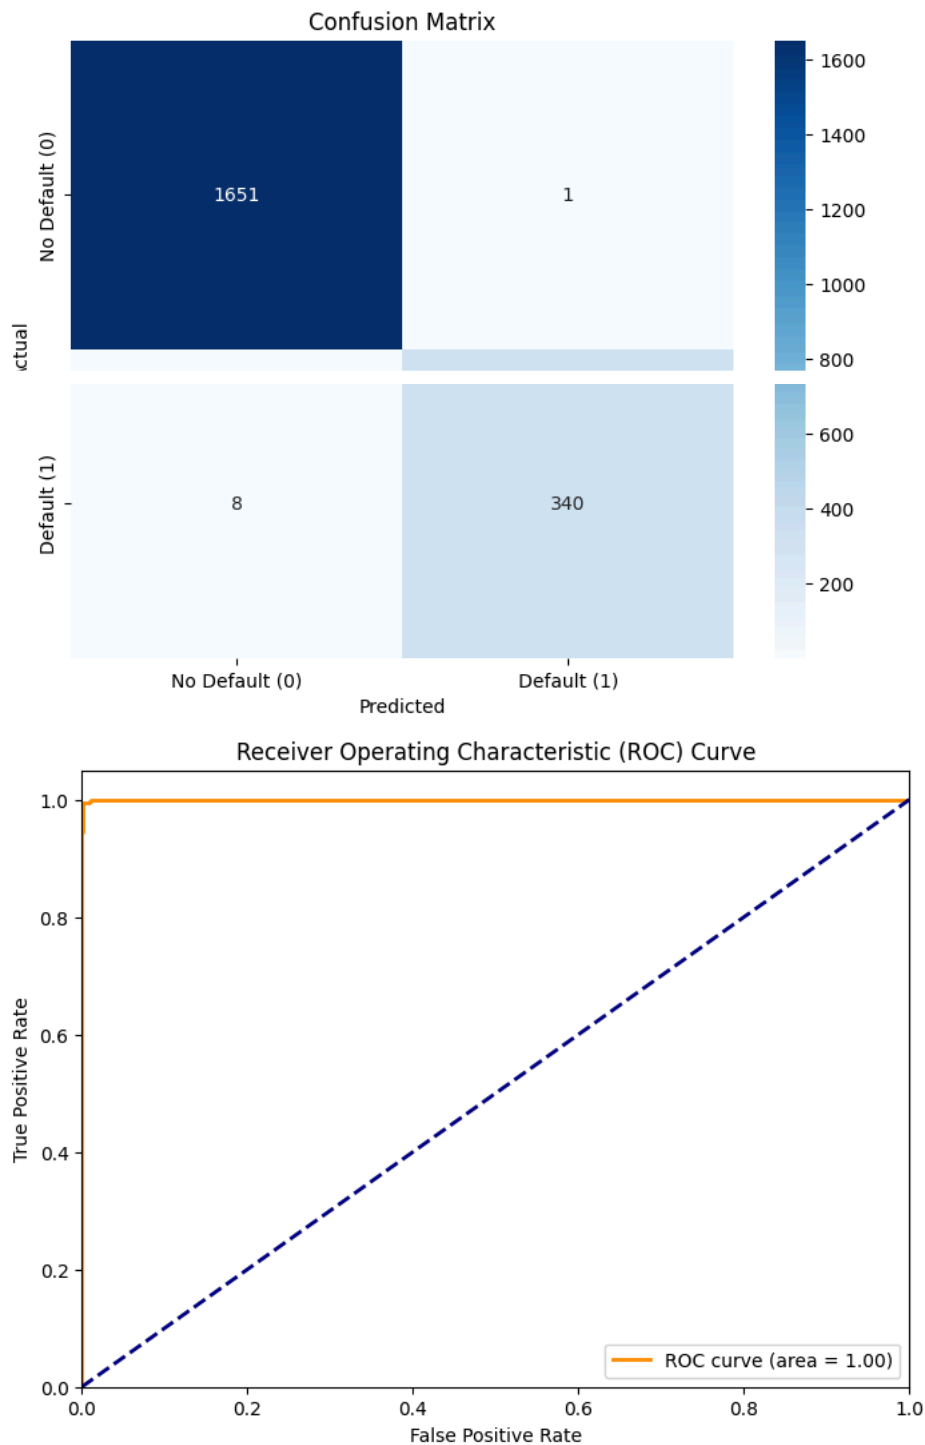 Confusion Matrix
No Default (0)
1651
1
1600
1400
1200
1000
800
Default (1)
8
340
600
400
200
No Default (0)
Default (1)
Predicted
Receiver Operating Characteristic (ROC) Curve
True Positive Rate
1.0
0.8
0.6
0.4
0.2
0.0
ROC curve (area = 1.00)
0.0
0.2
0.4
0.6
0.8
1.0
False Positive Rate